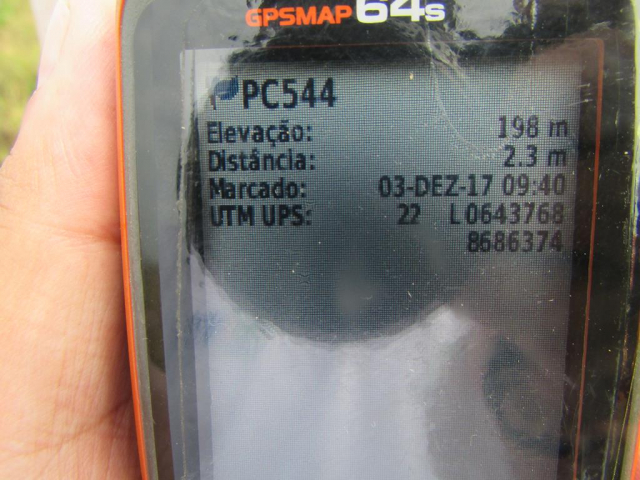 GPSMAP 64s
PC544
Elevação: 198 m
Distância: 2.3 m
Marcado: 03-DEZ-17 09:40
UTM UPS: 22 L 0643768
8686374